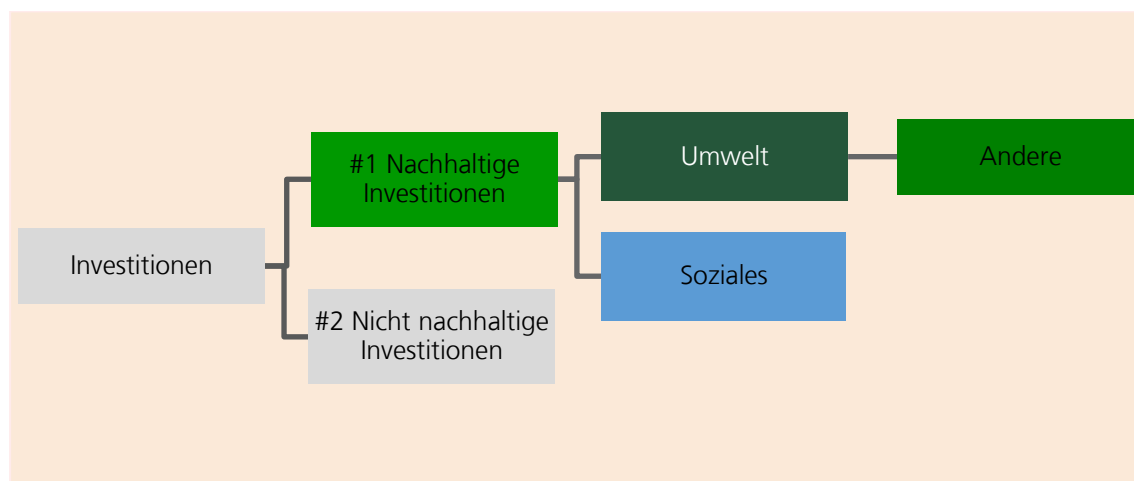 Investitionen
#1 Nachhaltige
Investitionen
#2 Nicht nachhaltige
Investitionen
Umwelt
Soziales
Andere